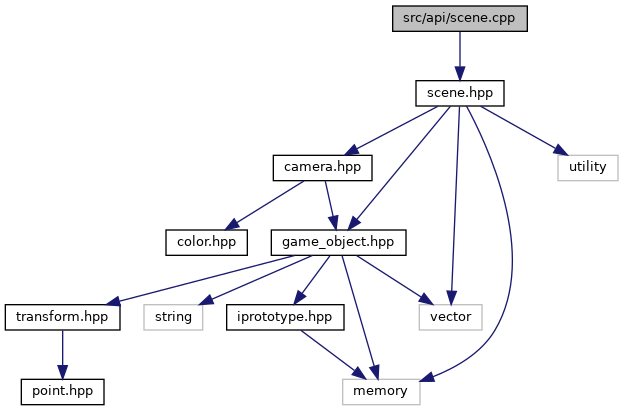 src/api/scene.cpp
scene.hpp
camera.hpp
utility
color.hpp
game_object.hpp
transform.hpp
string
iprototype.hpp
vector
point.hpp
memory